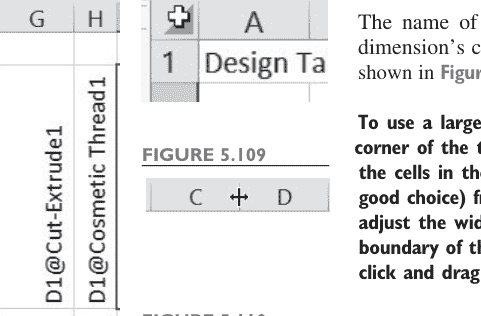 G H
D1@Cut-Extrude1
D1@Cosmetic Thread1
A
1 Design Ta
FIGURE 5.109
C D
The name of
dimension's c
shown in Figur
To use a large
corner of the t
the cells in the
good choice) fr
adjust the wid
boundary of th
click and drag